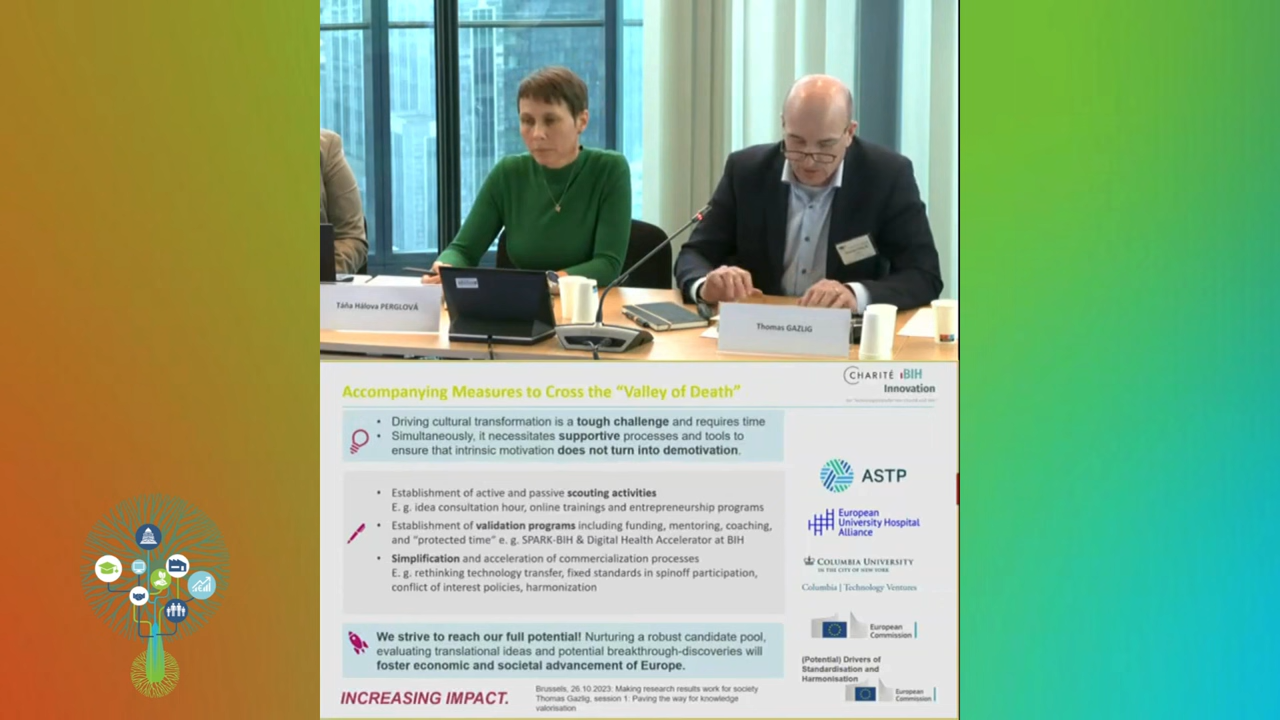 Táňa Hálova PERGLOVÁ
Thomas GAZLIG
CHARITÉ
BIH
Innovation
Accompanying Measures to Cross the “Valley of Death”
• Driving cultural transformation is a tough challenge and requires time
• Simultaneously, it necessitates supportive processes and tools to
ensure that intrinsic motivation does not turn into demotivation.
• Establishment of active and passive scouting activities
E. g. idea consultation hour, online trainings and entrepreneurship programs
• Establishment of validation programs including funding, mentoring, coaching,
and “protected time” e. g. SPARK-BIH & Digital Health Accelerator at BIH
• Simplification and acceleration of commercialization processes
E. g. rethinking technology transfer, fixed standards in spinoff participation,
conflict of interest policies, harmonization
We strive to reach our full potential! Nurturing a robust candidate pool,
evaluating translational ideas and potential breakthrough-discoveries will
foster economic and societal advancement of Europe.
ASTP
European
University Hospital
Alliance
COLUMBIA UNIVERSITY
IN THE CITY OF NEW YORK
Columbia | Technology Ventures
European
Commission
(Potential) Drivers of
Standardisation and
Harmonisation
European
Commission
INCREASING IMPACT.
Brussels, 26.10.2023: Making research results work for society
Thomas Gazlig, session 1: Paving the way for knowledge
valorisation